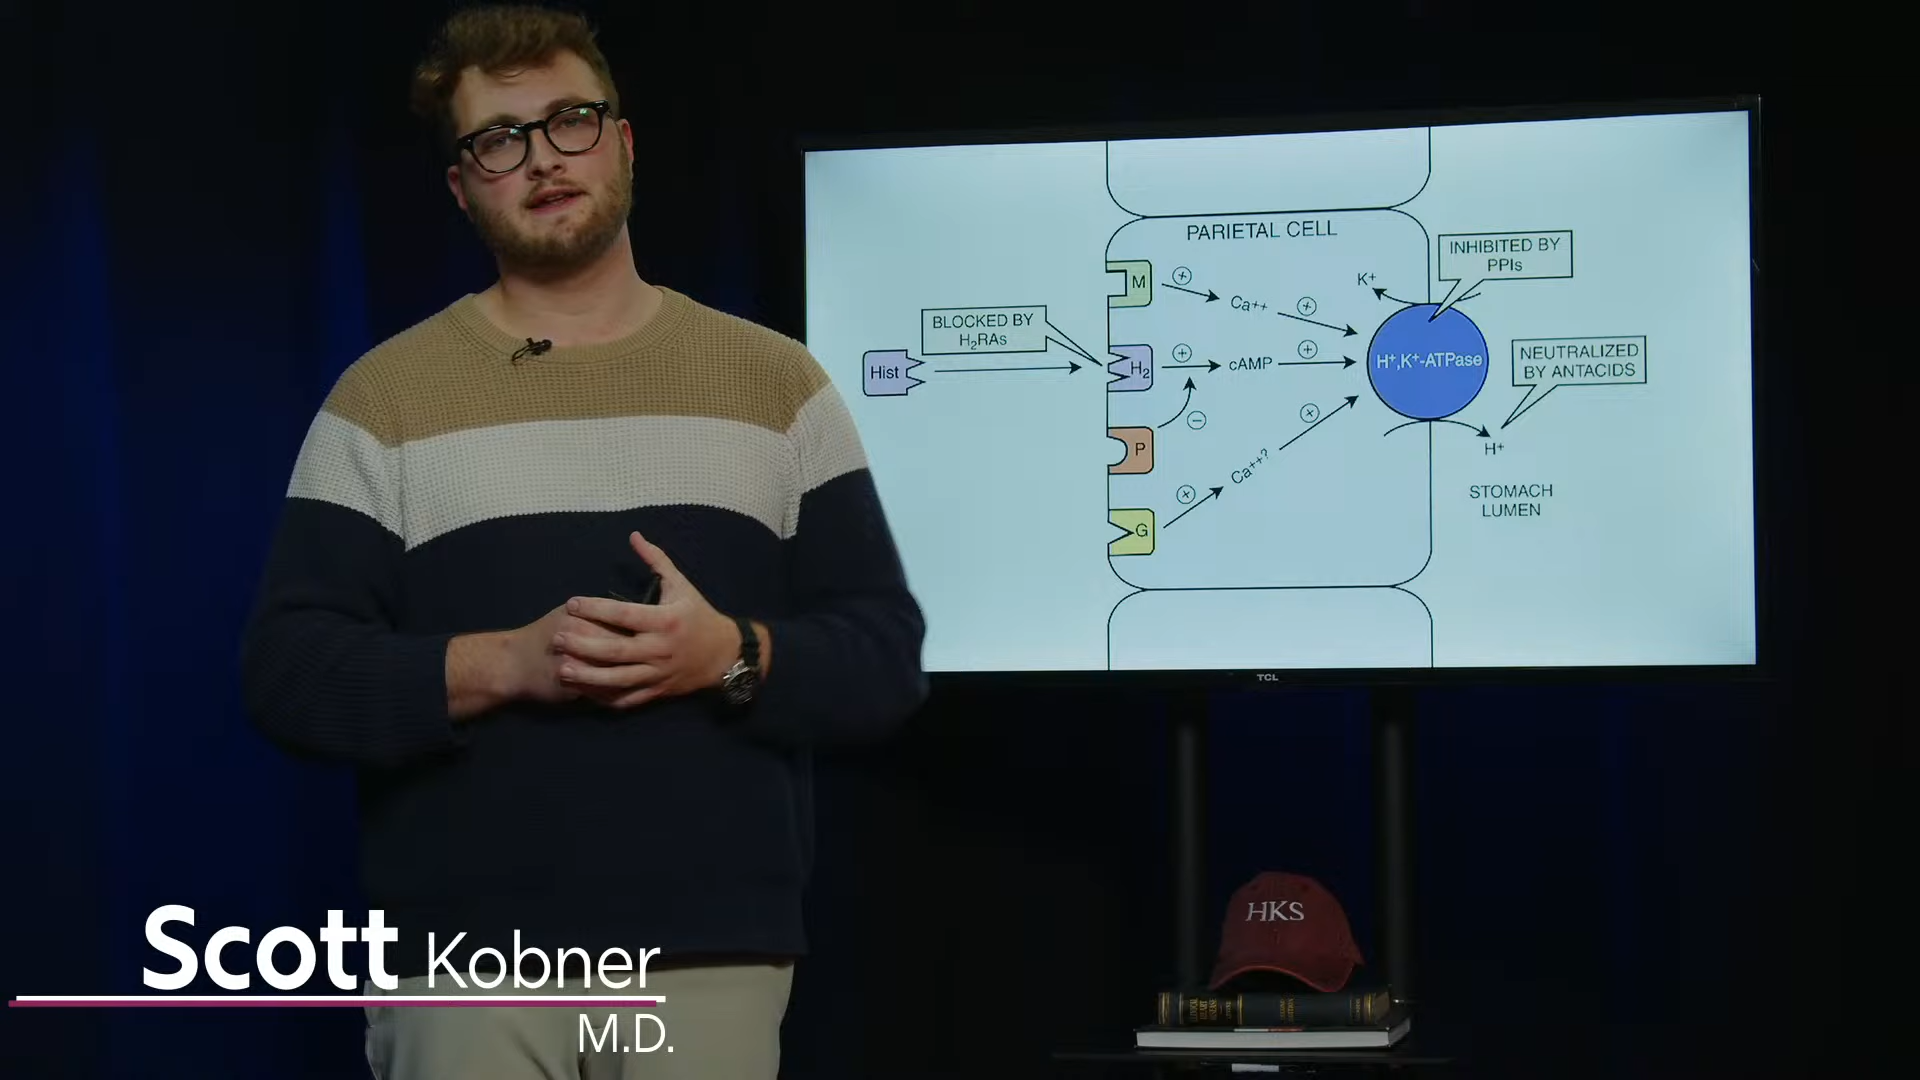 PARIETAL CELL
INHIBITED BY
PPIs
K+
M
+
Ca++
+
BLOCKED BY
H2RAs
Hist
H2
+
cAMP
+
H+,K+-ATPase
NEUTRALIZED
BY ANTACIDS
−
P
+
Ca++?
H+
+
G
STOMACH
LUMEN
TCL
HKS
Scott Kobner
M.D.